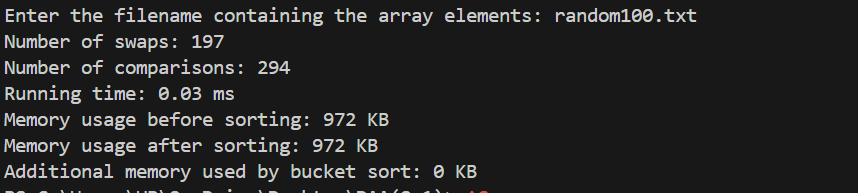 Enter the filename containing the array elements: random100.txt
Number of swaps: 197
Number of comparisons: 294
Running time: 0.03 ms
Memory usage before sorting: 972 KB
Memory usage after sorting: 972 KB
Additional memory used by bucket sort: 0 KB